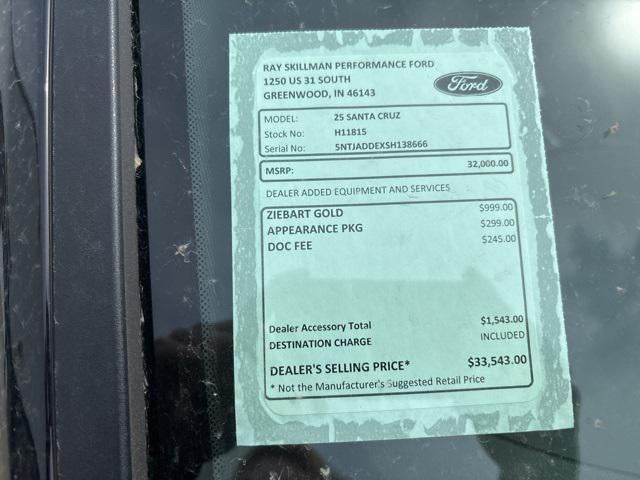 RAY SKILLMAN PERFORMANCE FORD
1250 US 31 SOUTH
GREENWOOD, IN 46143
Ford
MODEL: 25 SANTA CRUZ
Stock No: H11815
Serial No: 5NTJADDEXSH138666
MSRP: 32,000.00
DEALER ADDED EQUIPMENT AND SERVICES
ZIEBART GOLD $999.00
APPEARANCE PKG $299.00
DOC FEE $245.00
Dealer Accessory Total $1,543.00
DESTINATION CHARGE INCLUDED
DEALER'S SELLING PRICE* $33,543.00
* Not the Manufacturer's Suggested Retail Price